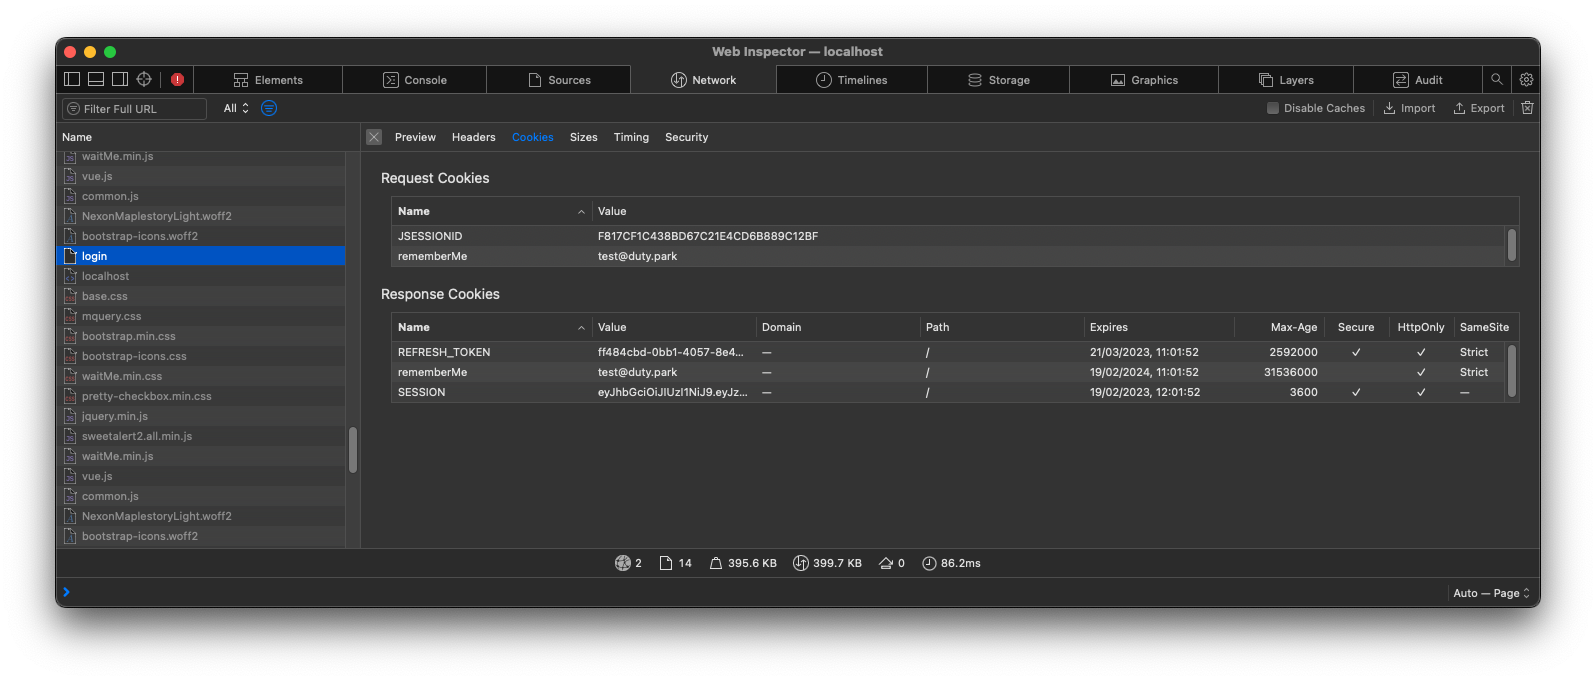 Web Inspector — localhost
Elements Console Sources Network Timelines Storage Graphics Layers Audit
Filter Full URL All Disable Caches Import Export
Name
waitMe.min.js
vue.js
common.js
NexonMaplestoryLight.woff2
bootstrap-icons.woff2
login
localhost
base.css
mquery.css
bootstrap.min.css
bootstrap-icons.css
waitMe.min.css
pretty-checkbox.min.css
jquery.min.js
sweetalert2.all.min.js
waitMe.min.js
vue.js
common.js
NexonMaplestoryLight.woff2
bootstrap-icons.woff2
Preview Headers Cookies Sizes Timing Security
Request Cookies
Name Value
JSESSIONID F817CF1C438BD67C21E4CD6B889C12BF
rememberMe test@duty.park
Response Cookies
Name Value Domain Path Expires Max-Age Secure HttpOnly SameSite
REFRESH_TOKEN ff484cbd-0bb1-4057-8e4... — / 21/03/2023, 11:01:52 2592000 ✓ ✓ Strict
rememberMe test@duty.park — / 19/02/2024, 11:01:52 31536000 ✓ Strict
SESSION eyJhbGciOiJIUzI1NiJ9.eyJz... — / 19/02/2023, 12:01:52 3600 ✓ ✓ —
2 14 395.6 KB 399.7 KB 0 86.2ms
Auto — Page